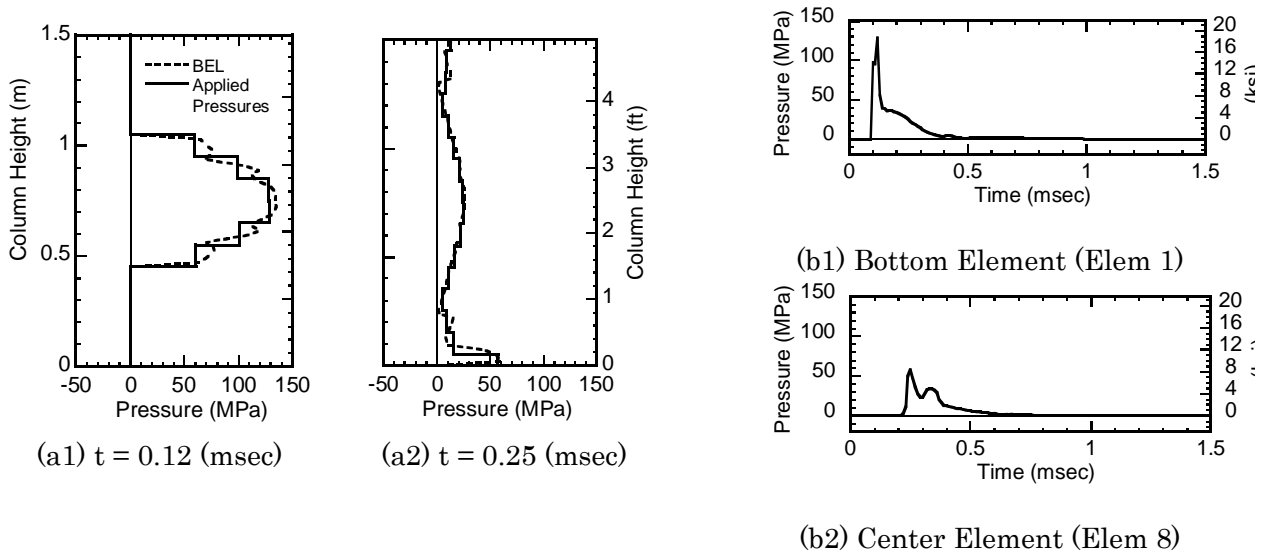 1.5
1
0.5
0
Column Height (m)
BEL
Applied
Pressures
-50 0 50 100 150
Pressure (MPa)
(a1) t = 0.12 (msec)
4
3
2
1
0
Column Height (ft)
-50 0 50 100 150
Pressure (MPa)
(a2) t = 0.25 (msec)
150
100
50
0
Pressure (MPa)
20
16
12
8
4
0
(ksi)
0 0.5 1 1.5
Time (msec)
(b1) Bottom Element (Elem 1)
150
100
50
0
Pressure (MPa)
20
16
12
8
4
0
0 0.5 1 1.5
Time (msec)
(b2) Center Element (Elem 8)